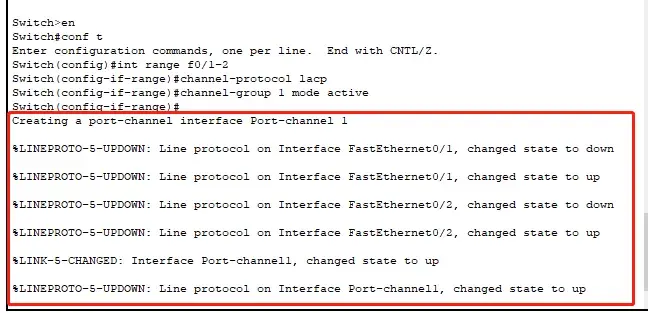 Switch>en
Switch#conf t
Enter configuration commands, one per line.  End with CNTL/Z.
Switch(config)#int range f0/1-2
Switch(config-if-range)#channel-protocol lacp
Switch(config-if-range)#channel-group 1 mode active
Switch(config-if-range)#
Creating a port-channel interface Port-channel 1
%LINEPROTO-5-UPDOWN: Line protocol on Interface FastEthernet0/1, changed state to down
%LINEPROTO-5-UPDOWN: Line protocol on Interface FastEthernet0/1, changed state to up
%LINEPROTO-5-UPDOWN: Line protocol on Interface FastEthernet0/2, changed state to down
%LINEPROTO-5-UPDOWN: Line protocol on Interface FastEthernet0/2, changed state to up
%LINK-5-CHANGED: Interface Port-channel1, changed state to up
%LINEPROTO-5-UPDOWN: Line protocol on Interface Port-channel1, changed state to up